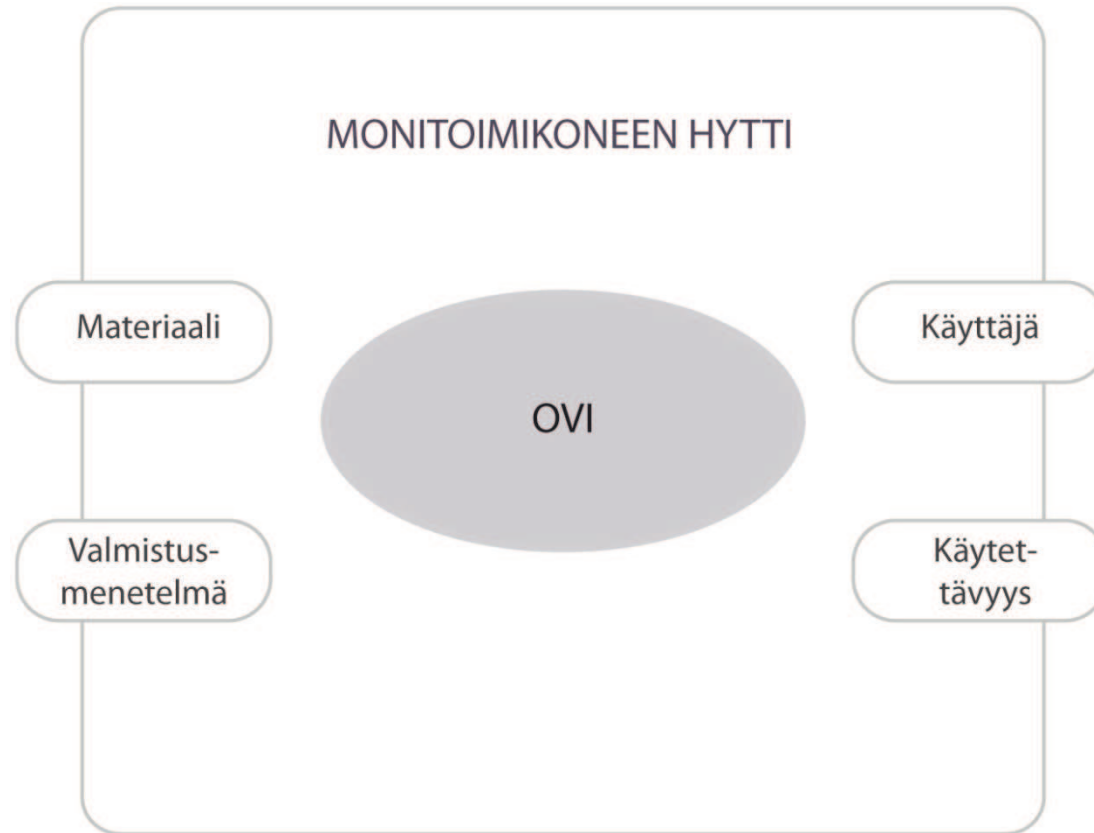 MONITOIMIKONEEN HYTTI
Materiaali
Käyttäjä
OVI
Valmistus-
menetelmä
Käytet-
tävyys